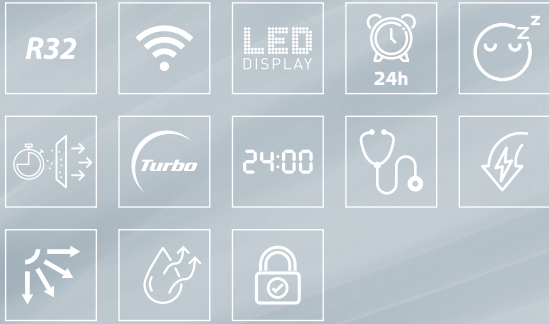 R32
LED
DISPLAY
24h
Z Z
Turbo
24:00